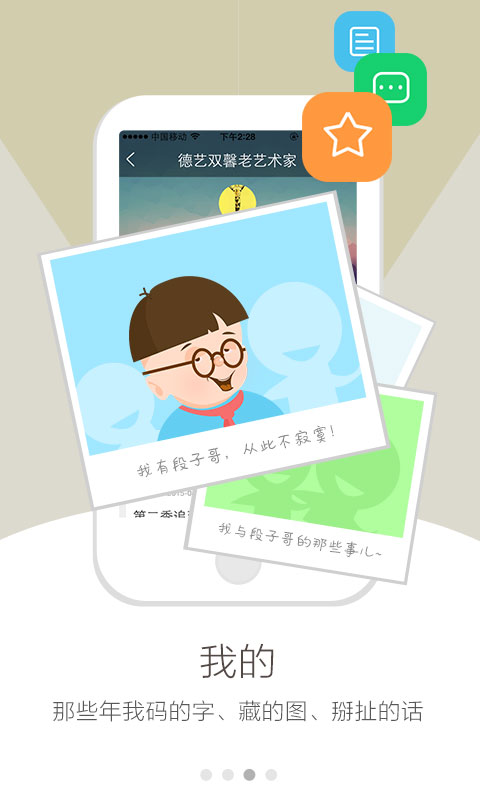 中国移动 下午2:28
德艺双馨老艺术家
我有段子哥，从此不寂寞！
第二季追
我与段子哥的那些事儿~
我的
那些年我码的字、藏的图、掰扯的话